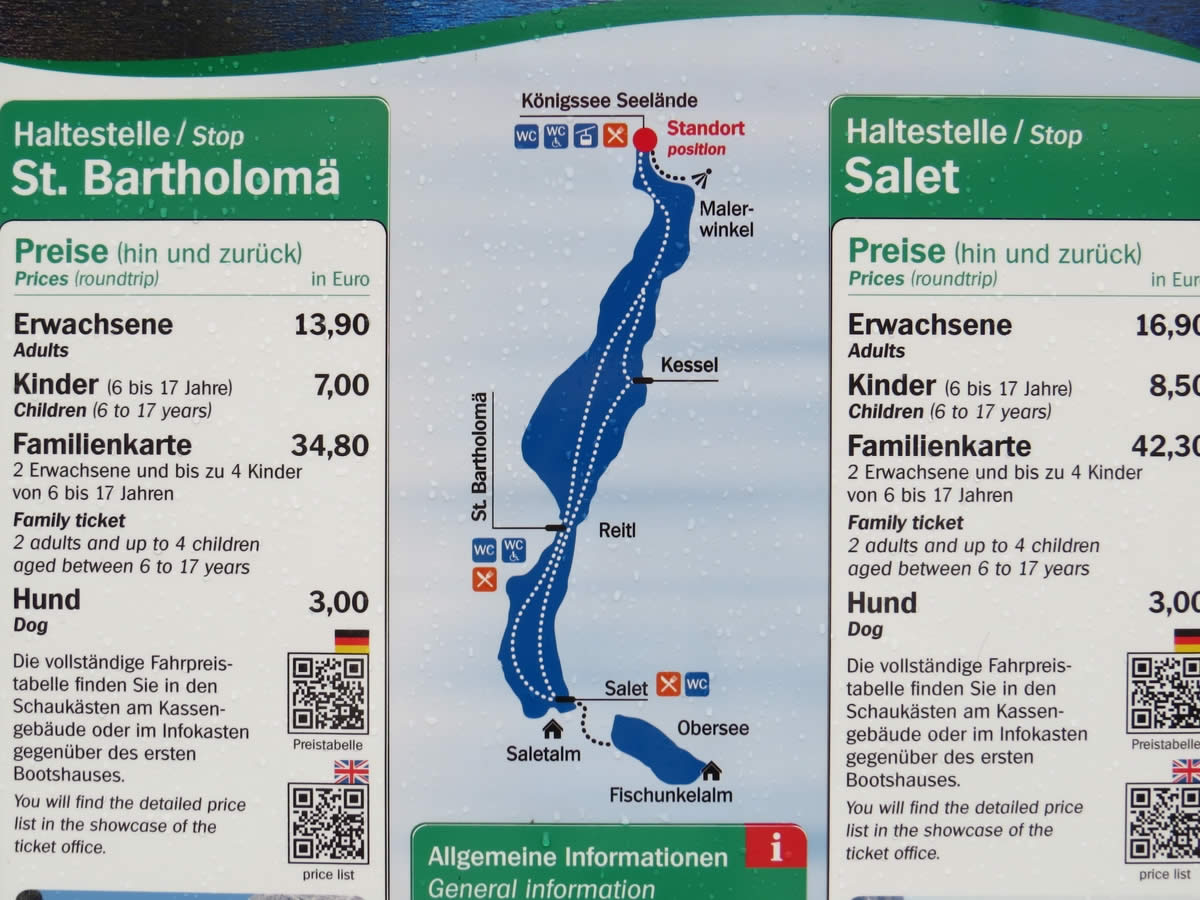 Haltestelle / Stop
St. Bartholomä
Preise (hin und zurück)
Prices (roundtrip) in Euro
Erwachsene 13,90
Adults
Kinder (6 bis 17 Jahre) 7,00
Children (6 to 17 years)
Familienkarte 34,80
2 Erwachsene und bis zu 4 Kinder
von 6 bis 17 Jahren
Family ticket
2 adults and up to 4 children
aged between 6 to 17 years
Hund 3,00
Dog
Die vollständige Fahrpreis-
tabelle finden Sie in den
Schaukästen am Kassen-
gebäude oder im Infokasten
gegenüber des ersten
Bootshauses.
Preistabelle
You will find the detailed price
list in the showcase of the
ticket office.
price list
Königssee Seelände
WC WC
Standort
position
Maler-
winkel
Kessel
St. Bartholomä
Reitl
WC WC
Salet WC
Obersee
Saletalm
Fischunkelalm
Allgemeine Informationen i
General information
Haltestelle / Stop
Salet
Preise (hin und zurück)
Prices (roundtrip) in Eur
Erwachsene 16,90
Adults
Kinder (6 bis 17 Jahre) 8,50
Children (6 to 17 years)
Familienkarte 42,30
2 Erwachsene und bis zu 4 Kinder
von 6 bis 17 Jahren
Family ticket
2 adults and up to 4 children
aged between 6 to 17 years
Hund 3,00
Dog
Die vollständige Fahrpreis-
tabelle finden Sie in den
Schaukästen am Kassen-
gebäude oder im Infokasten
gegenüber des ersten
Bootshauses.
Preistabelle
You will find the detailed price
list in the showcase of the
ticket office.
price list